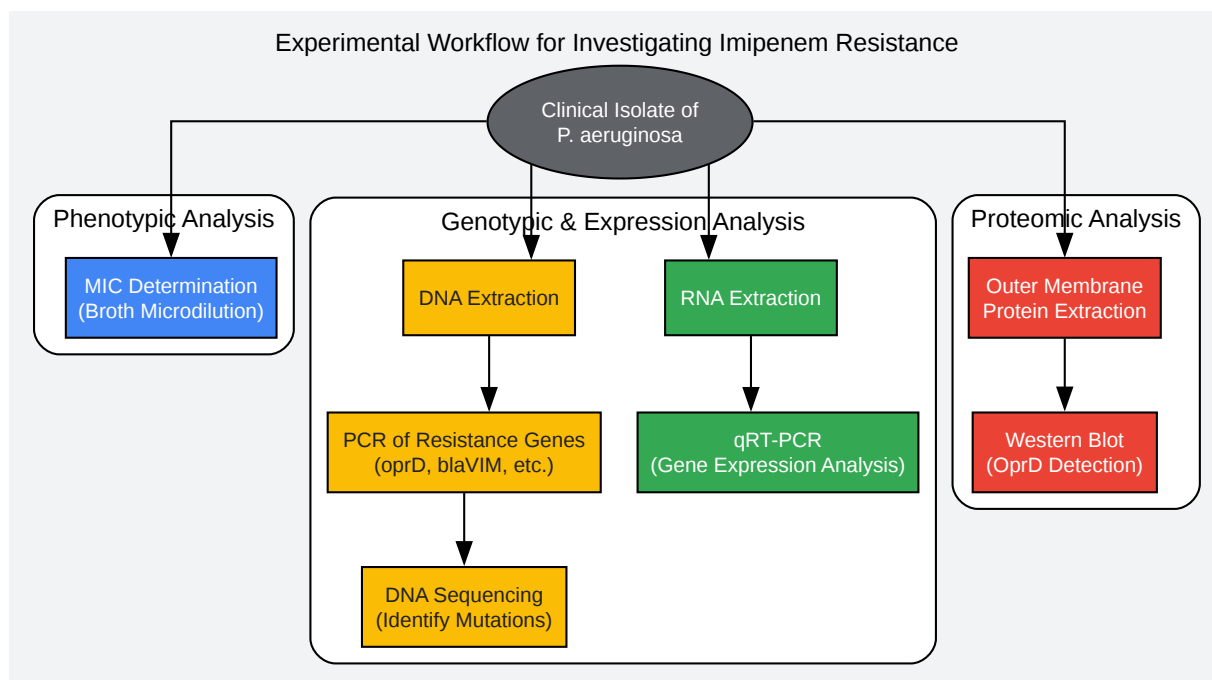 Experimental Workflow for Investigating Imipenem Resistance
Clinical Isolate of
P. aeruginosa
Phenotypic Analysis
MIC Determination
(Broth Microdilution)
Genotypic & Expression Analysis
DNA Extraction
RNA Extraction
PCR of Resistance Genes
(oprD, blaVIM, etc.)
qRT-PCR
(Gene Expression Analysis)
DNA Sequencing
(Identify Mutations)
Proteomic Analysis
Outer Membrane
Protein Extraction
Western Blot
(OprD Detection)